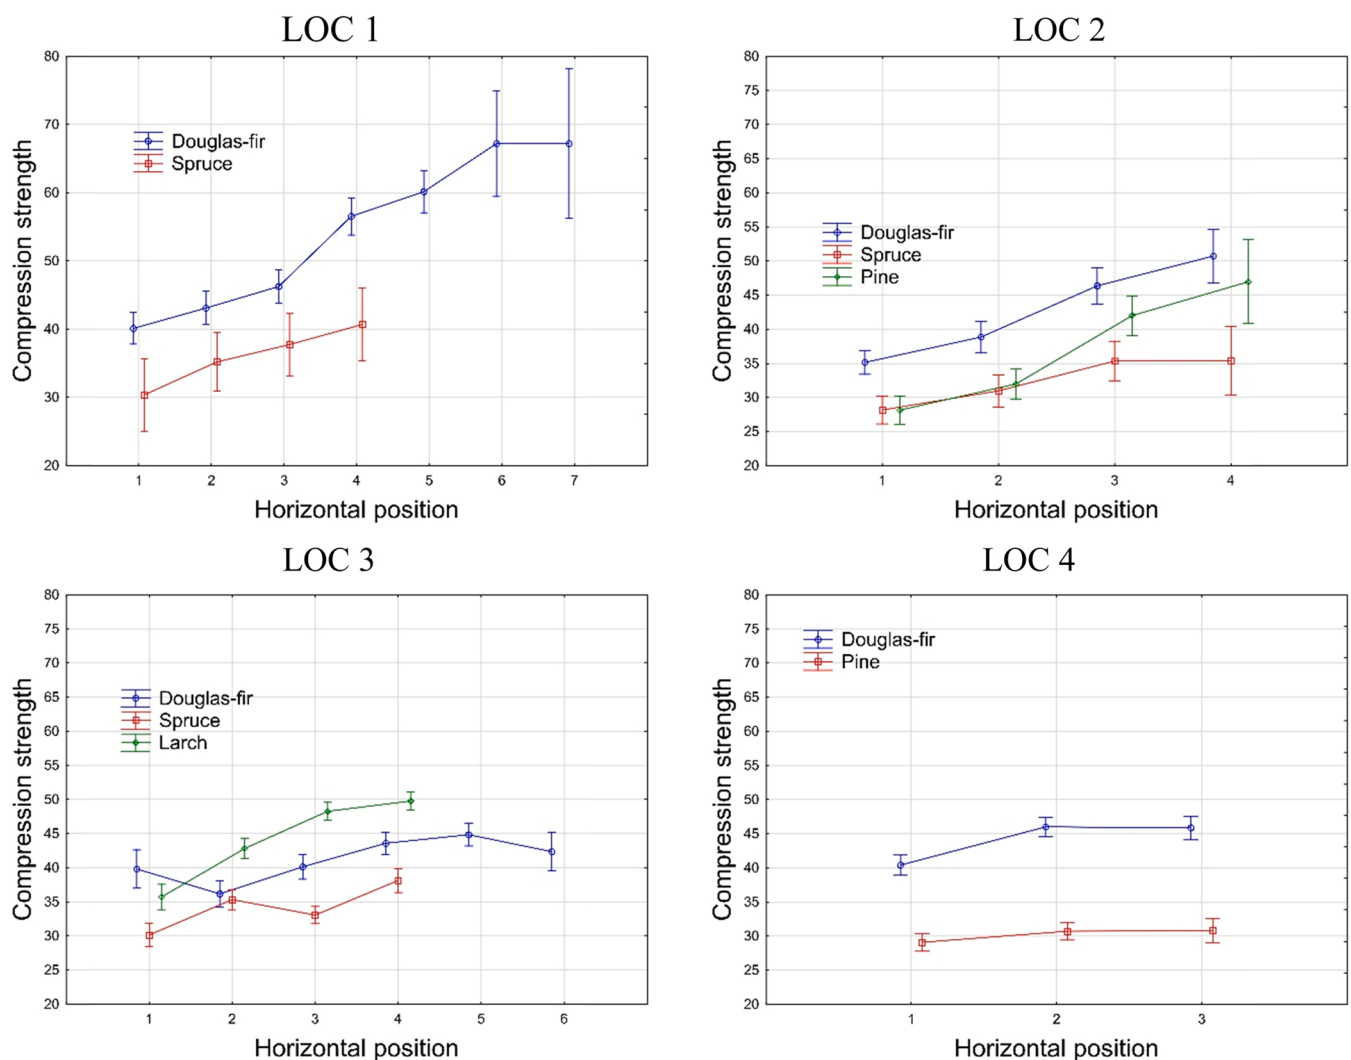 LOC 1
80
70
60
50
40
30
20
Compression strength
Douglas-fir
Spruce
1 2 3 4 5 6 7
Horizontal position
LOC 2
80
75
70
65
60
55
50
45
40
35
30
25
20
Compression strength
Douglas-fir
Spruce
Pine
1 2 3 4
Horizontal position
LOC 3
80
75
70
65
60
55
50
45
40
35
30
25
20
Compression strength
Douglas-fir
Spruce
Larch
1 2 3 4 5 6
Horizontal position
LOC 4
80
75
70
65
60
55
50
45
40
35
30
25
20
Compression strength
Douglas-fir
Pine
1 2 3
Horizontal position